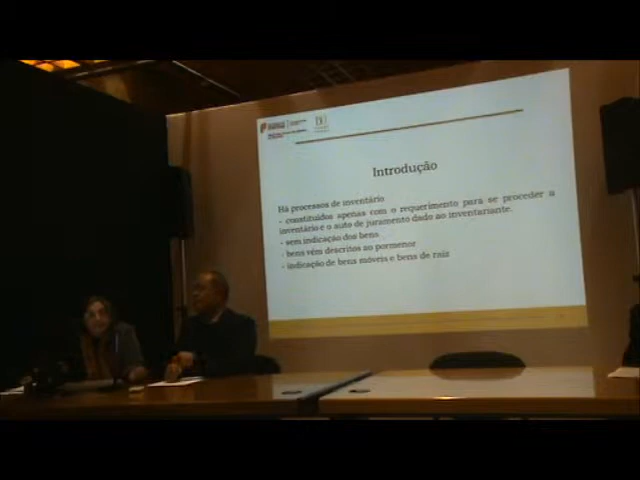 Introdução
Há processos de inventário
- constituídos apenas com o requerimento para se proceder a
inventário e o auto de juramento dado ao inventariante.
- sem indicação dos bens
- bens vêm descritos ao pormenor
- indicação de bens móveis e bens de raiz